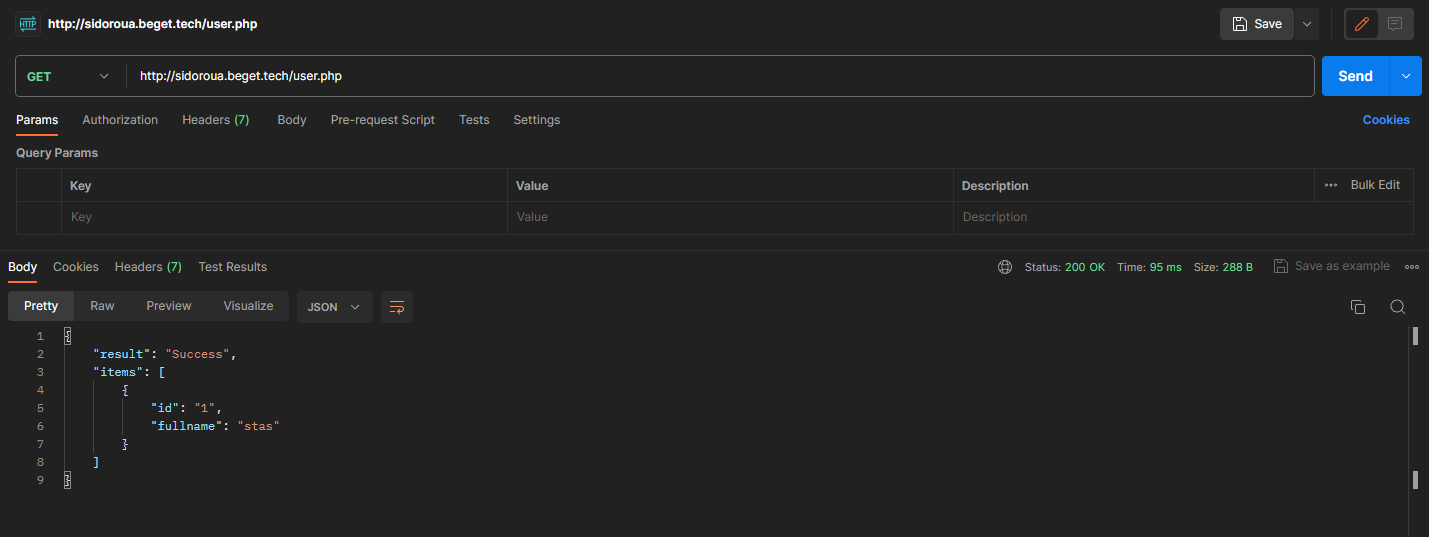 HTTP http://sidoroua.beget.tech/user.php Save
GET http://sidoroua.beget.tech/user.php Send
Params Authorization Headers (7) Body Pre-request Script Tests Settings Cookies
Query Params
Key Value Description ••• Bulk Edit
Key Value Description
Body Cookies Headers (7) Test Results Status: 200 OK Time: 95 ms Size: 288 B Save as example
Pretty Raw Preview Visualize JSON
1 {
2 "result": "Success",
3 "items": [
4 {
5 "id": "1",
6 "fullname": "stas"
7 }
8 ]
9 }